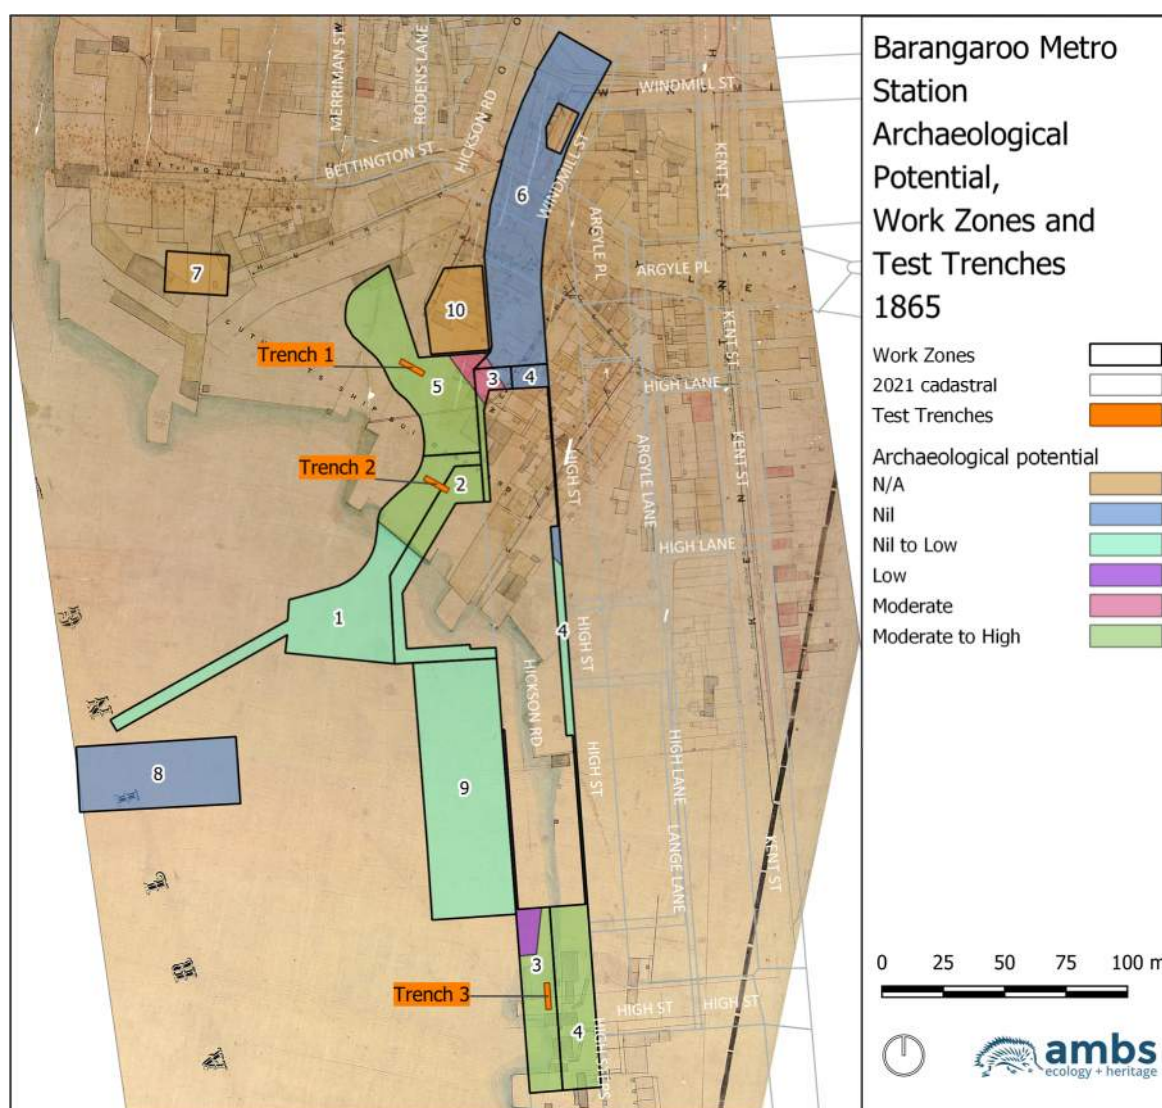 Barangaroo Metro
Station
Archaeological
Potential,
Work Zones and
Test Trenches
1865
Work Zones
2021 cadastral
Test Trenches
Archaeological potential
N/A
Nil
Nil to Low
Low
Moderate
Moderate to High
0 25 50 75 100 m
ambs
ecology + heritage
MERRIMAN ST
RODENS LANE
HICKSON RD
BETTINGTON ST
WINDMILL ST
WINDMILL ST
KENT ST
ARGYLE PL
ARGYLE PL
KENT ST
HIGH LANE
KENT ST
ARGYLE LANE
HIGH ST
HIGH LANE
HIGH ST
HICKSON RD
HIGH ST
HIGH LANE
LANGE LANE
KENT ST
HIGH ST
HIGH ST
HIGH STEPS
6
7
10
Trench 1
5
3
4
Trench 2
2
1
4
8
9
3
Trench 3
4